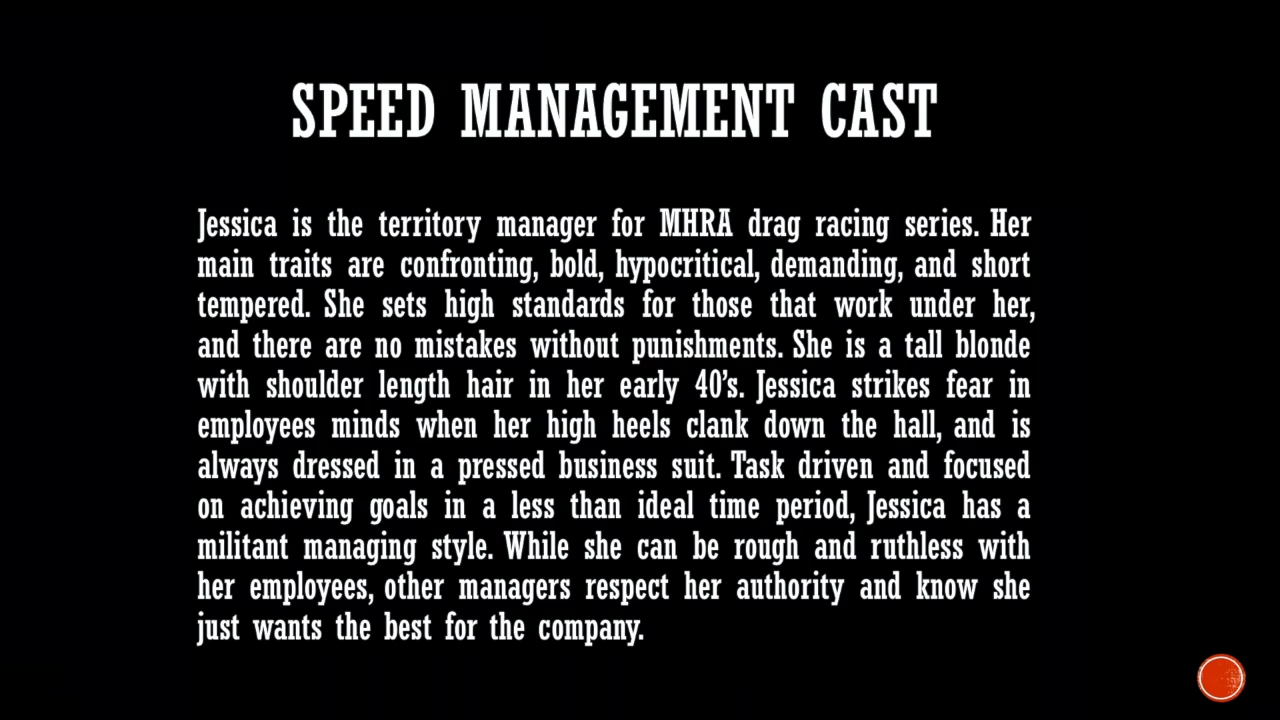 SPEED MANAGEMENT CAST
Jessica is the territory manager for MHRA drag racing series. Her
main traits are confronting, bold, hypocritical, demanding, and short
tempered. She sets high standards for those that work under her,
and there are no mistakes without punishments. She is a tall blonde
with shoulder length hair in her early 40’s. Jessica strikes fear in
employees minds when her high heels clank down the hall, and is
always dressed in a pressed business suit. Task driven and focused
on achieving goals in a less than ideal time period, Jessica has a
militant managing style. While she can be rough and ruthless with
her employees, other managers respect her authority and know she
just wants the best for the company.